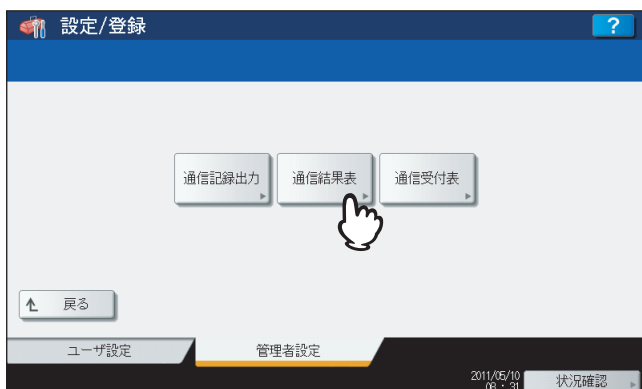 設定/登録
?
通信記録出力
通信結果表
通信受付表
戻る
ユーザ設定
管理者設定
2011/05/10
08 : 31
状況確認